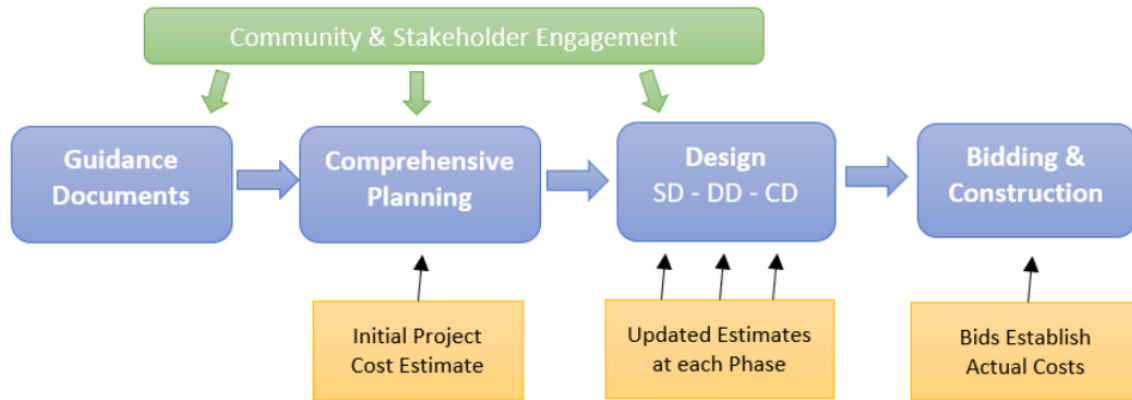 Community & Stakeholder Engagement
Guidance
Documents
Comprehensive
Planning
Design
SD - DD - CD
Bidding &
Construction
Initial Project
Cost Estimate
Updated Estimates
at each Phase
Bids Establish
Actual Costs